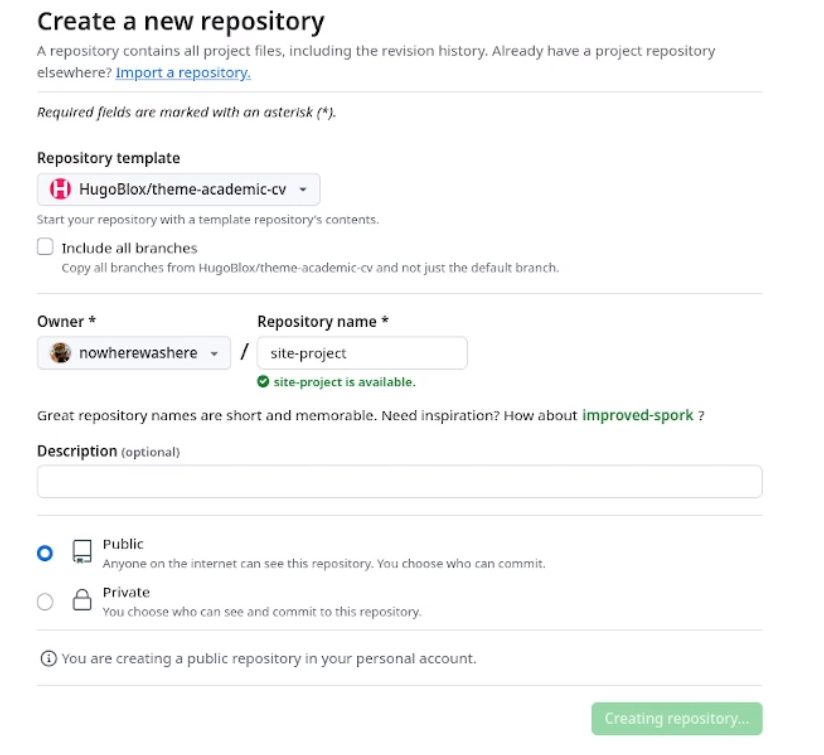 Create a new repository
A repository contains all project files, including the revision history. Already have a project repository
elsewhere? Import a repository.
Required fields are marked with an asterisk (*).
Repository template
HugoBlox/theme-academic-cv
Start your repository with a template repository's contents.
Include all branches
Copy all branches from HugoBlox/theme-academic-cv and not just the default branch.
Owner * Repository name *
nowherewashere / site-project
site-project is available.
Great repository names are short and memorable. Need inspiration? How about improved-spork ?
Description (optional)
Public
Anyone on the internet can see this repository. You choose who can commit.
Private
You choose who can see and commit to this repository.
You are creating a public repository in your personal account.
Creating repository...